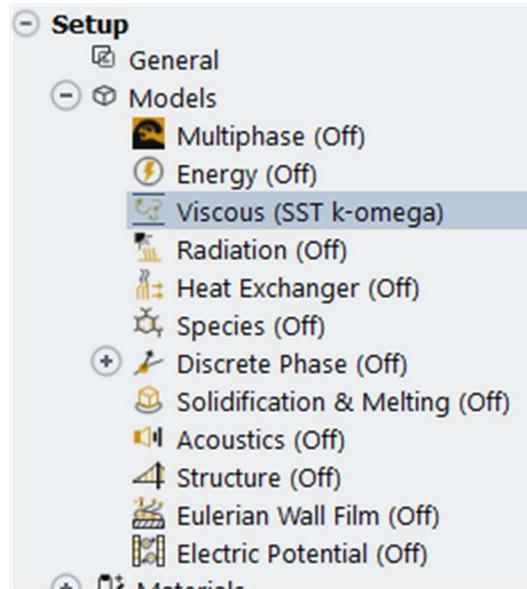 Setup
General
Models
Multiphase (Off)
Energy (Off)
Viscous (SST k-omega)
Radiation (Off)
Heat Exchanger (Off)
Species (Off)
Discrete Phase (Off)
Solidification & Melting (Off)
Acoustics (Off)
Structure (Off)
Eulerian Wall Film (Off)
Electric Potential (Off)
Materials